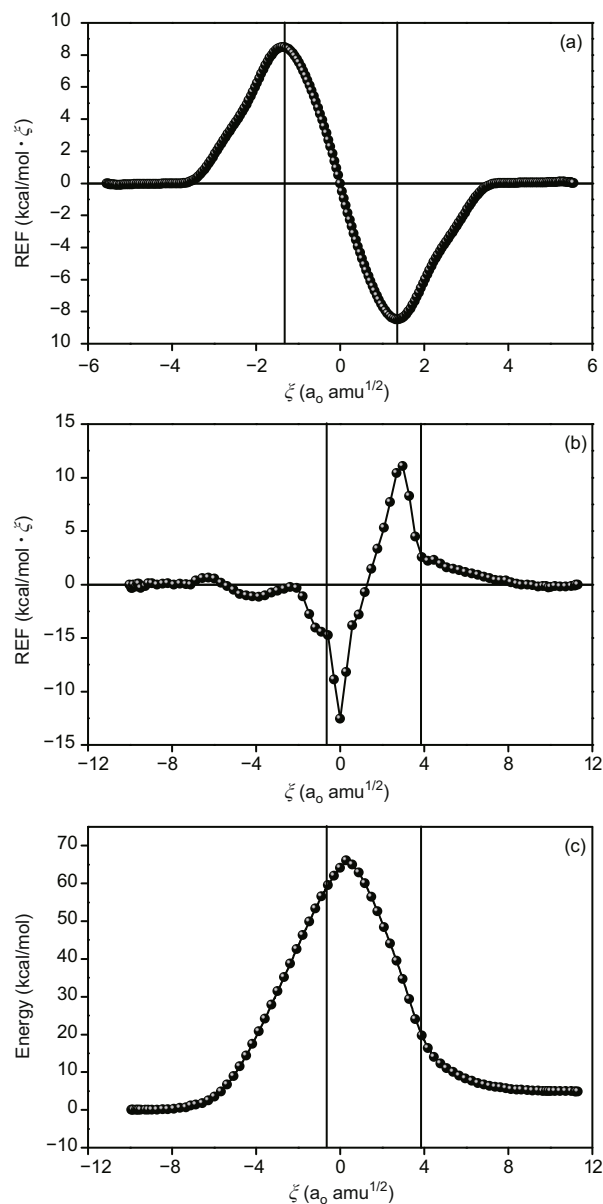 (a)
10
8
6
4
2
0
−2
−4
−6
−8
10
REF (kcal/mol • ξ)
−6 −4 −2 0 2 4 6
ξ (aₒ amu¹/²)
(b)
15
10
5
0
−15
−10
−15
REF (kcal/mol • ξ)
−12 −8 −4 0 4 8 12
ξ (aₒ amu¹/²)
(c)
70
60
50
40
30
20
10
0
−10
Energy (kcal/mol)
−12 −8 −4 0 4 8 12
ξ (aₒ amu¹/²)